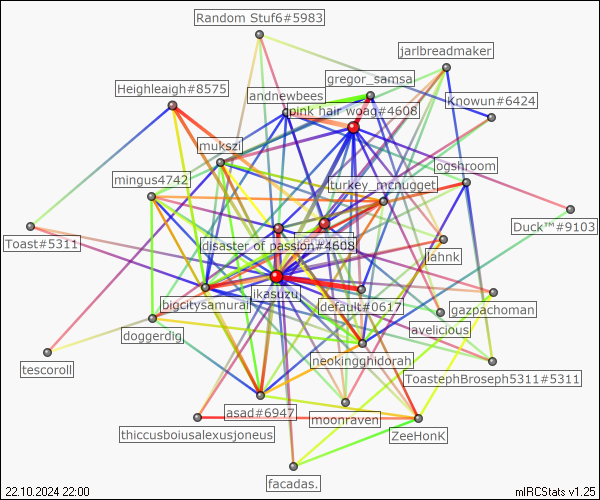 Random Stuf6#5983
jarlbreadmaker
gregor_samsa
Heighleigh#8575
andnewbees
Knowun#6424
pink hair woag#4608
mukszi
ogshroom
mingus4742
turkey_mcnugget
Duck™#9103
Toast#5311
disaster of passion#4608
lahnk
ikasuzu
bigcitysamurai
default#0617
gazpachoman
avelicious
doggerdig
neokingghidorah
tescoroll
ToastephBroseph5311#5311
asad#6947
moonraven
thiccusboiusalexusjoneus
ZeeHonK
facadas.
22.10.2024 22:00
mIRCStats v1.25